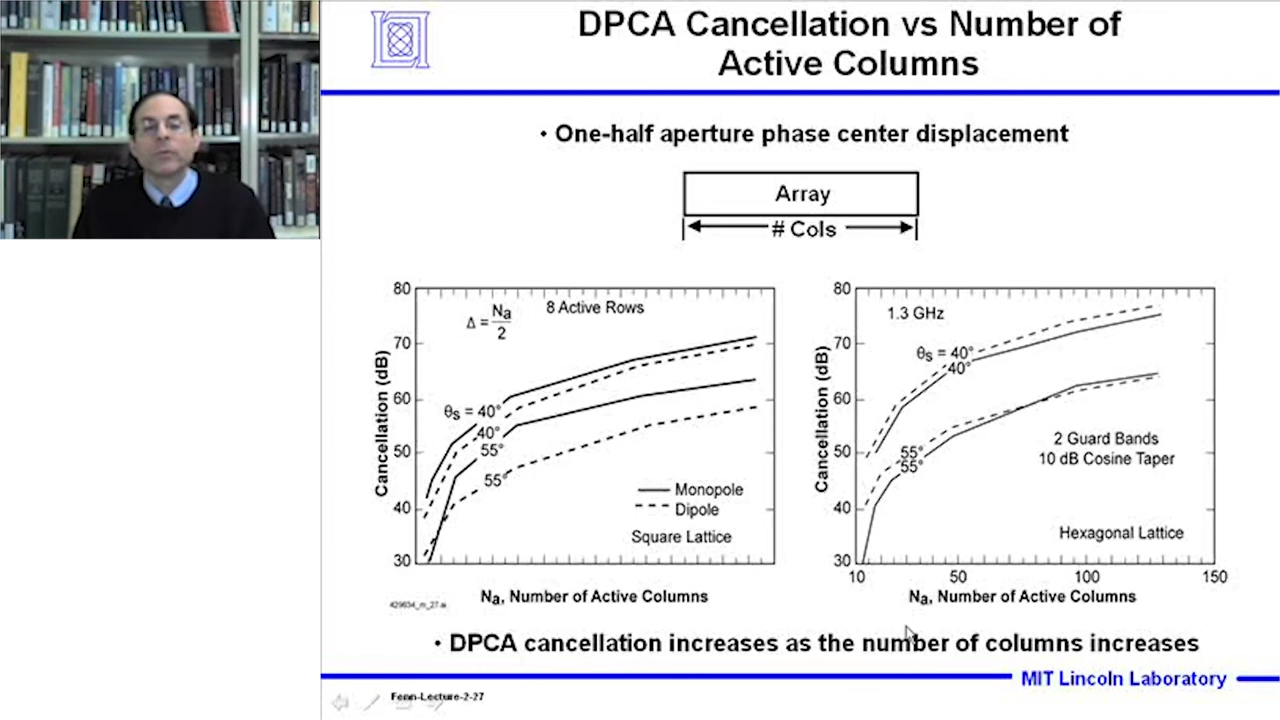 DPCA Cancellation vs Number of
Active Columns
• One-half aperture phase center displacement
Array
# Cols
80
70
60
50
40
30
Cancellation (dB)
Δ = Na
2
8 Active Rows
θs = 40°
40°
55°
55°
Monopole
Dipole
Square Lattice
Na, Number of Active Columns
80
70
60
50
40
30
Cancellation (dB)
1.3 GHz
θs = 40°
40°
55°
55°
2 Guard Bands
10 dB Cosine Taper
Hexagonal Lattice
10 50 100 150
Na, Number of Active Columns
• DPCA cancellation increases as the number of columns increases
MIT Lincoln Laboratory
Fenn-Lecture-2-27